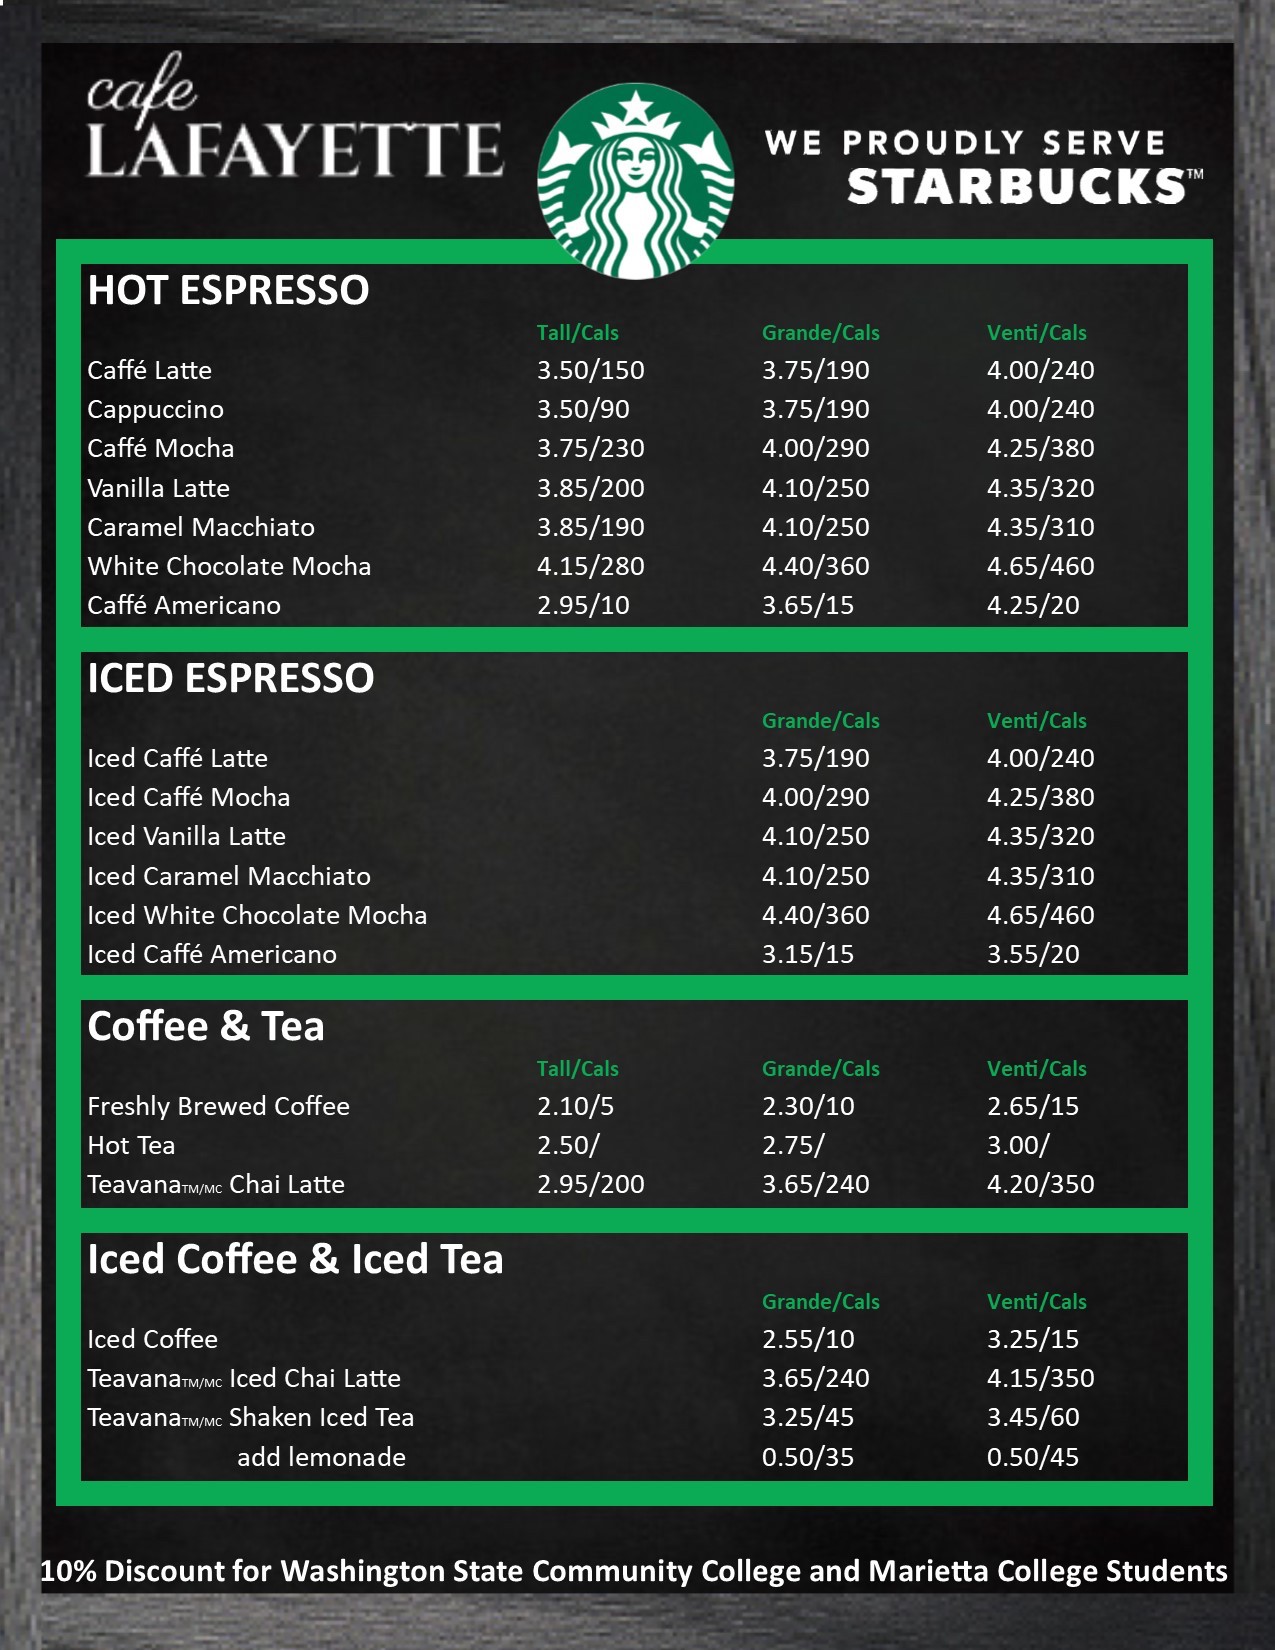 cafe
LAFAYETTE
WE PROUDLY SERVE
STARBUCKS™
HOT ESPRESSO
Tall/Cals Grande/Cals Venti/Cals
Caffé Latte 3.50/150 3.75/190 4.00/240
Cappuccino 3.50/90 3.75/190 4.00/240
Caffé Mocha 3.75/230 4.00/290 4.25/380
Vanilla Latte 3.85/200 4.10/250 4.35/320
Caramel Macchiato 3.85/190 4.10/250 4.35/310
White Chocolate Mocha 4.15/280 4.40/360 4.65/460
Caffé Americano 2.95/10 3.65/15 4.25/20
ICED ESPRESSO
Grande/Cals Venti/Cals
Iced Caffé Latte 3.75/190 4.00/240
Iced Caffé Mocha 4.00/290 4.25/380
Iced Vanilla Latte 4.10/250 4.35/320
Iced Caramel Macchiato 4.10/250 4.35/310
Iced White Chocolate Mocha 4.40/360 4.65/460
Iced Caffé Americano 3.15/15 3.55/20
Coffee & Tea
Tall/Cals Grande/Cals Venti/Cals
Freshly Brewed Coffee 2.10/5 2.30/10 2.65/15
Hot Tea 2.50/ 2.75/ 3.00/
Teavana™/MC Chai Latte 2.95/200 3.65/240 4.20/350
Iced Coffee & Iced Tea
Grande/Cals Venti/Cals
Iced Coffee 2.55/10 3.25/15
Teavana™/MC Iced Chai Latte 3.65/240 4.15/350
Teavana™/MC Shaken Iced Tea 3.25/45 3.45/60
add lemonade 0.50/35 0.50/45
10% Discount for Washington State Community College and Marietta College Students